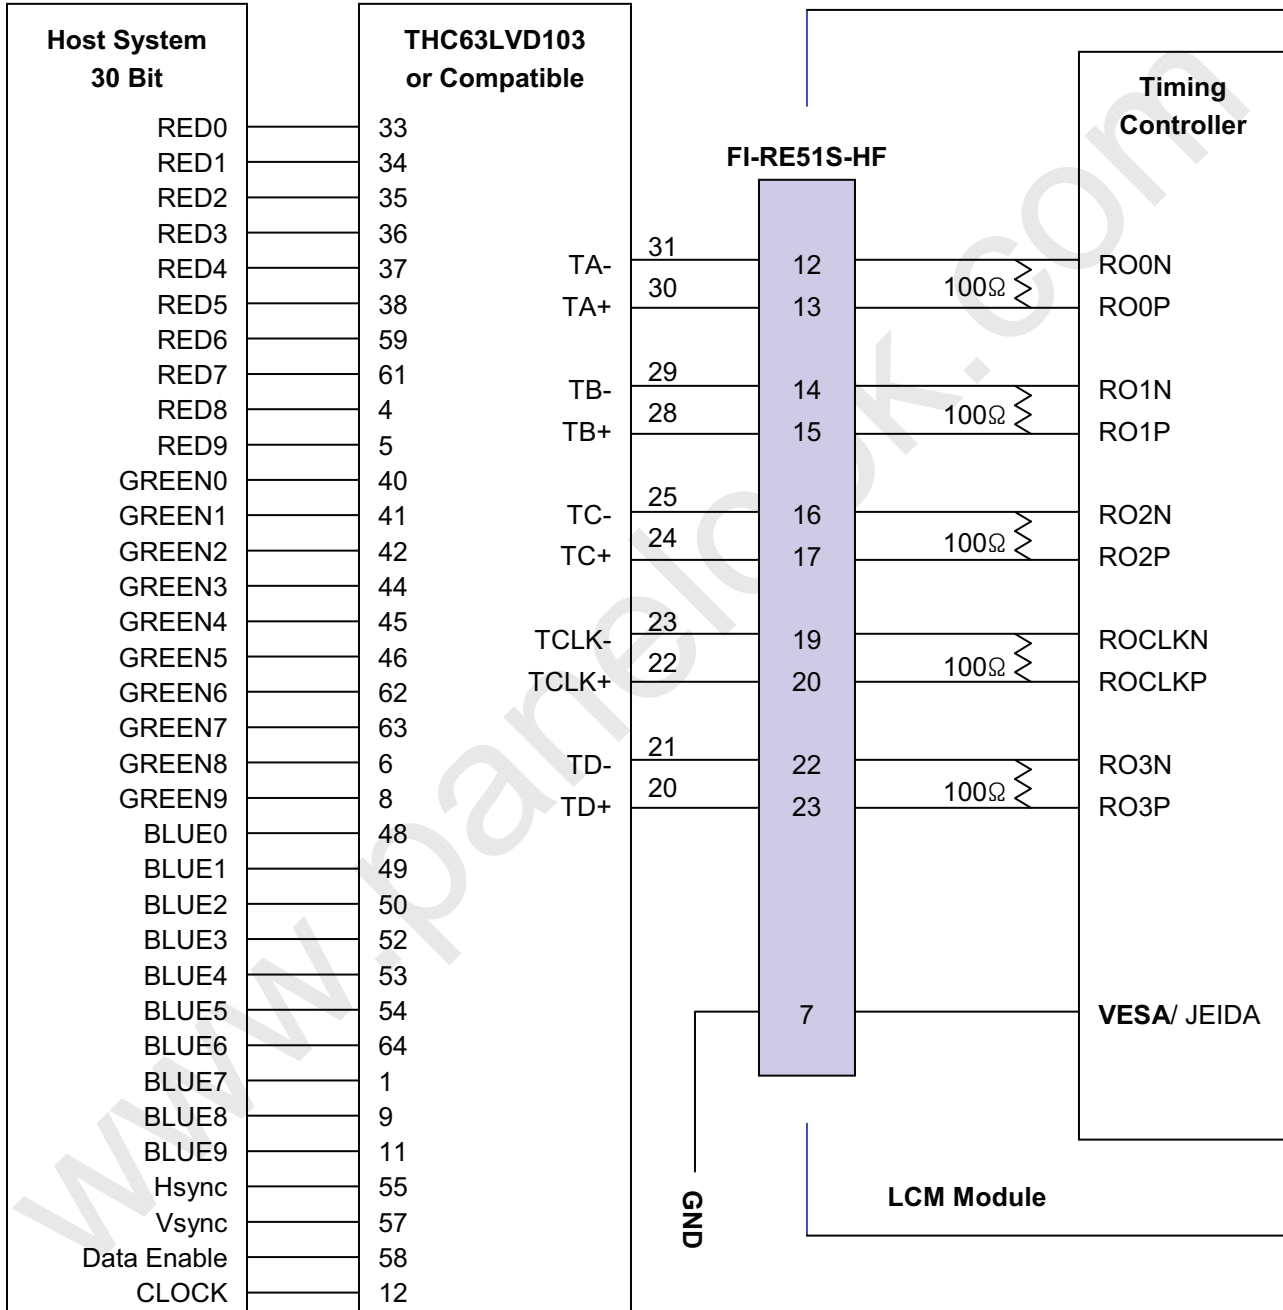 Host System
30 Bit
THC63LVD103
or Compatible
Timing
Controller
FI-RE51S-HF
RED0 33
RED1 34
RED2 35
RED3 36
RED4 37
RED5 38
RED6 59
RED7 61
RED8 4
RED9 5
GREEN0 40
GREEN1 41
GREEN2 42
GREEN3 44
GREEN4 45
GREEN5 46
GREEN6 62
GREEN7 63
GREEN8 6
GREEN9 8
BLUE0 48
BLUE1 49
BLUE2 50
BLUE3 52
BLUE4 53
BLUE5 54
BLUE6 64
BLUE7 1
BLUE8 9
BLUE9 11
Hsync 55
Vsync 57
Data Enable 58
CLOCK 12
TA- 31 12 RO0N
100Ω
TA+ 30 13 RO0P
TB- 29 14 RO1N
100Ω
TB+ 28 15 RO1P
TC- 25 16 RO2N
100Ω
TC+ 24 17 RO2P
TCLK- 23 19 ROCLKN
100Ω
TCLK+ 22 20 ROCLKP
TD- 21 22 RO3N
100Ω
TD+ 20 23 RO3P
7 VESA/ JEIDA
GND
LCM Module
www.panelook.com